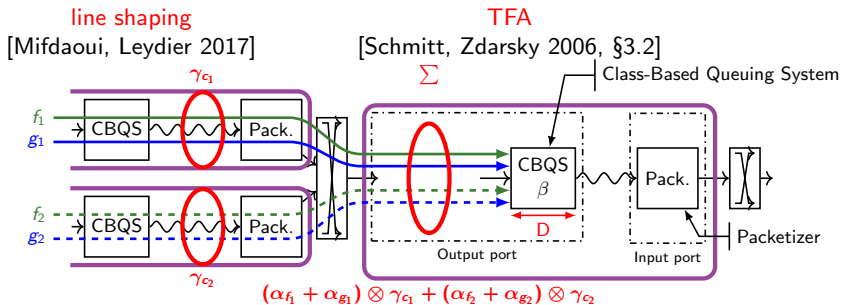 line shaping
TFA
[Mifdaoui, Leydier 2017]
[Schmitt, Zdarsky 2006, §3.2]
γc₁
∑
Class-Based Queuing System
f₁
g₁
CBQS
Pack.
f₂
g₂
CBQS
Pack.
γc₂
CBQS
β
D
Pack.
Output port
Input port
Packetizer
(αf₁ + αg₁) ⊗ γc₁ + (αf₂ + αg₂) ⊗ γc₂